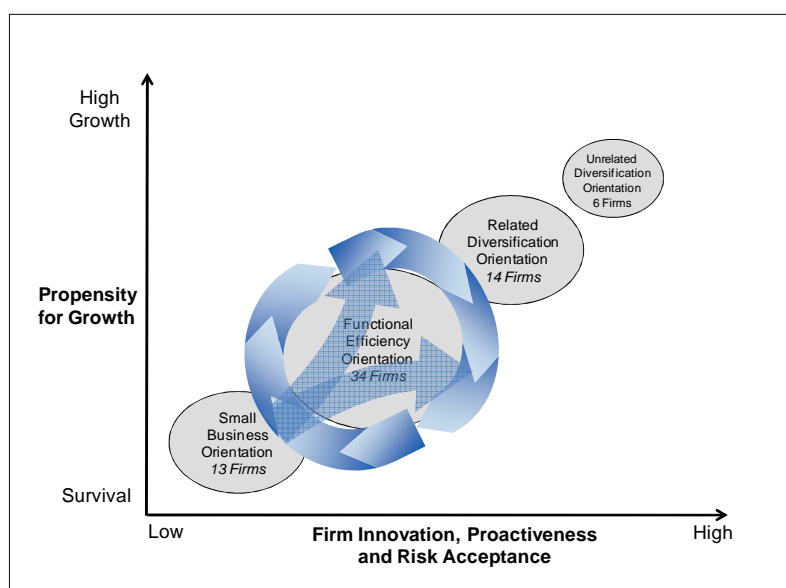 High
Growth
Unrelated
Diversification
Orientation
6 Firms
Related
Diversification
Orientation
14 Firms
Propensity
for Growth
Functional
Efficiency
Orientation
34 Firms
Small
Business
Orientation
13 Firms
Survival
Low
Firm Innovation, Proactiveness
and Risk Acceptance
High